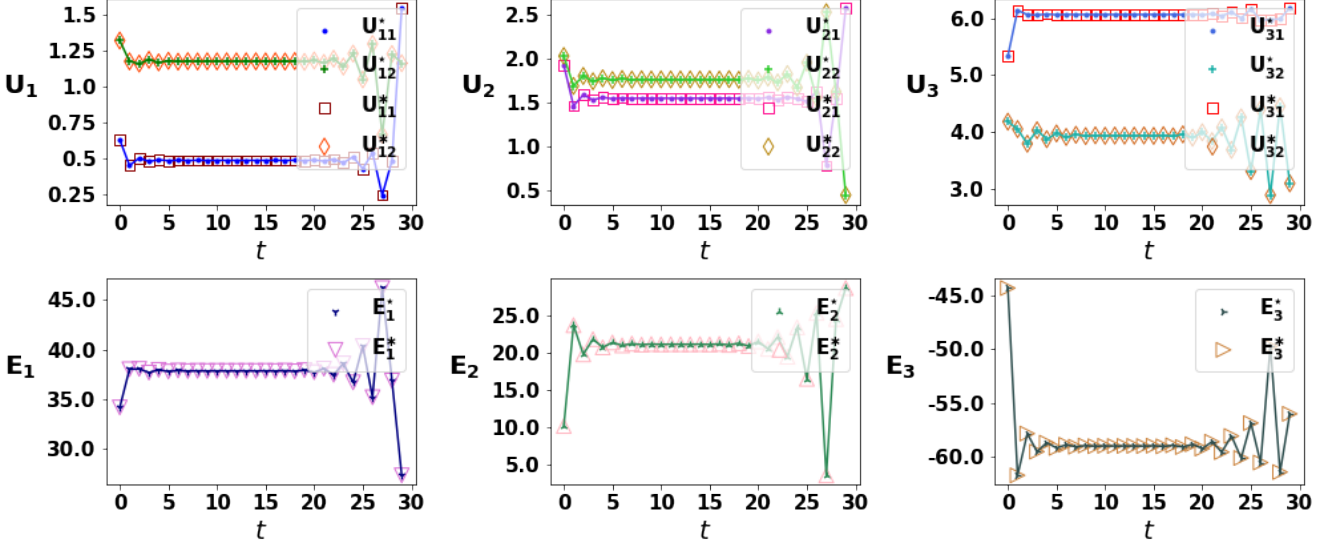 1.5
1.25
1.0
0.75
0.5
0.25
U₁
0 5 10 15 20 25 30
t
U⋆₁₁
U⋆₁₂
U*₁₁
U*₁₂
2.5
2.0
1.5
1.0
0.5
U₂
0 5 10 15 20 25 30
t
U⋆₂₁
U⋆₂₂
U*₂₁
U*₂₂
6.0
5.0
4.0
3.0
U₃
0 5 10 15 20 25 30
t
U⋆₃₁
U⋆₃₂
U*₃₁
U*₃₂
45.0
40.0
35.0
30.0
E₁
0 5 10 15 20 25 30
t
E⋆₁
E*₁
25.0
20.0
15.0
10.0
5.0
E₂
0 5 10 15 20 25 30
t
E⋆₂
E*₂
-45.0
-50.0
-55.0
-60.0
E₃
0 5 10 15 20 25 30
t
E⋆₃
E*₃